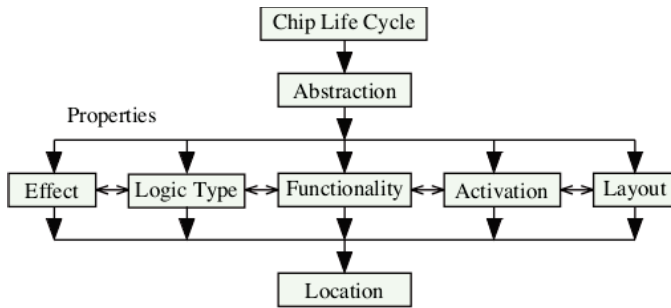 Chip Life Cycle
Abstraction
Properties
Effect
Logic Type
Functionality
Activation
Layout
Location